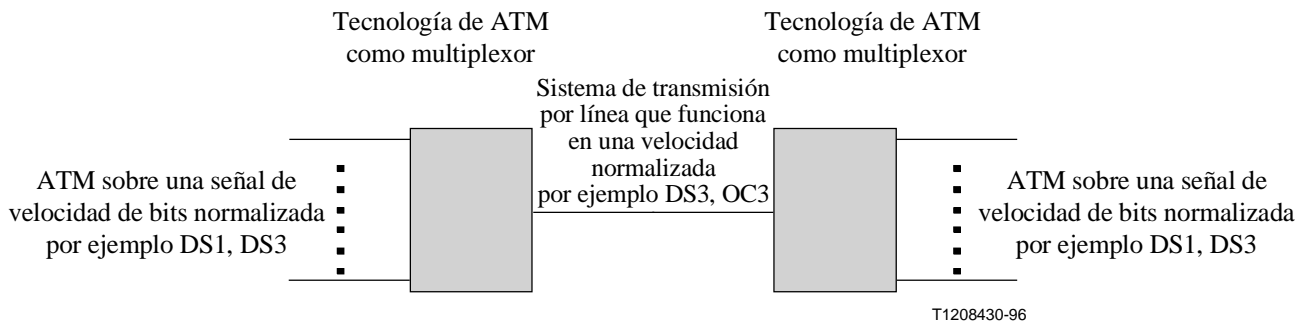 Tecnología de ATM
como multiplexor
Tecnología de ATM
como multiplexor
Sistema de transmisión
por línea que funciona
en una velocidad
normalizada
por ejemplo DS3, OC3
ATM sobre una señal de
velocidad de bits normalizada
por ejemplo DS1, DS3
ATM sobre una señal de
velocidad de bits normalizada
por ejemplo DS1, DS3
T1208430-96